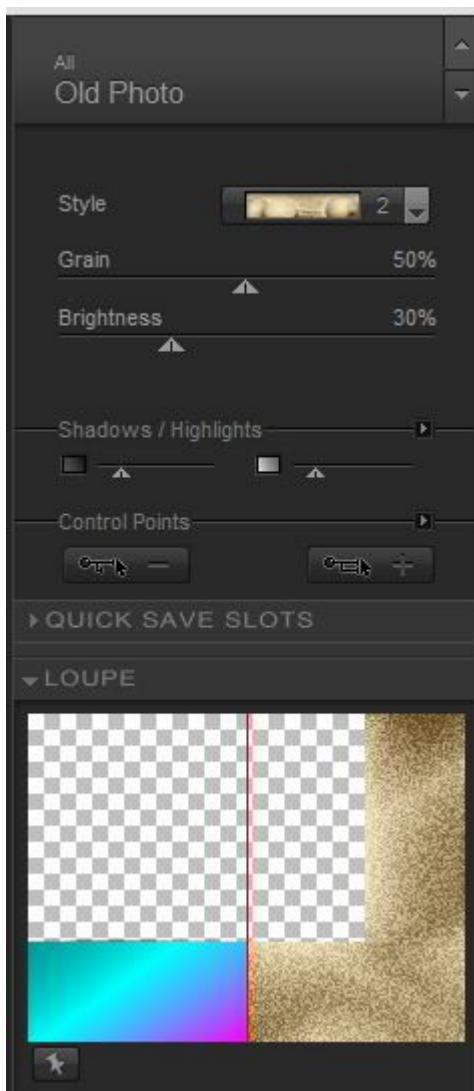 All
Old Photo
Style 2
Grain 50%
Brightness 30%
Shadows / Highlights
Control Points
QUICK SAVE SLOTS
LOUPE